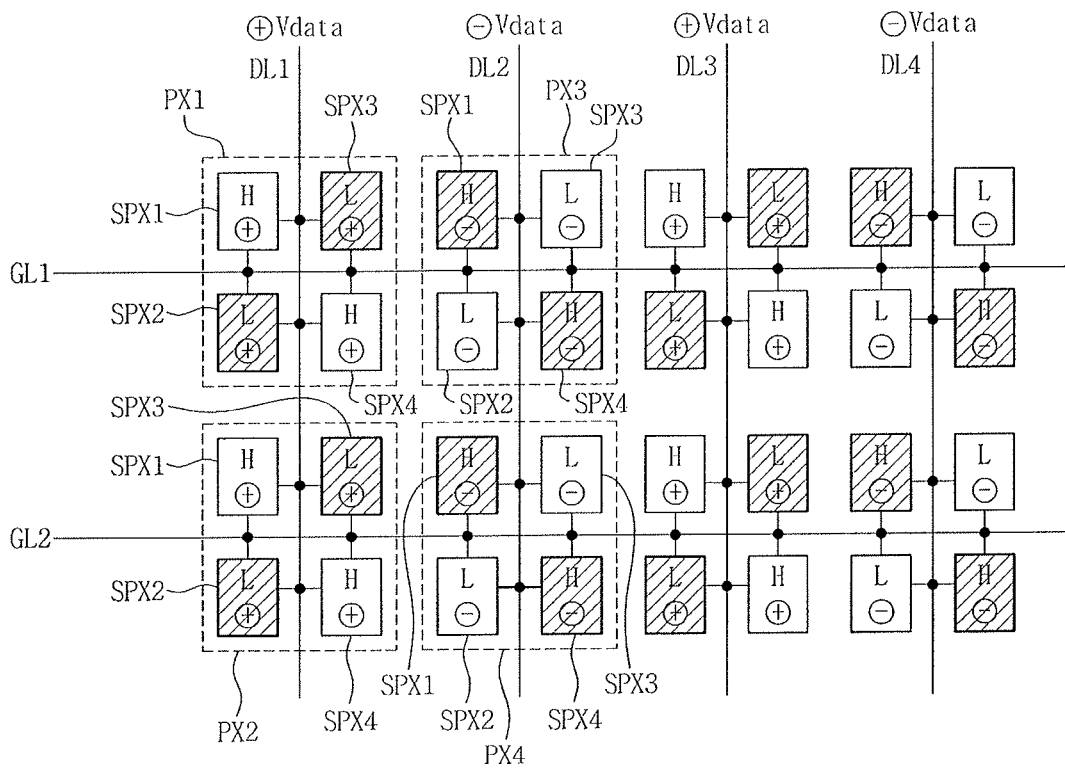 ⊕Vdata ⊖Vdata ⊕Vdata ⊖Vdata
DL1 DL2 DL3 DL4
PX1 SPX3 SPX1 PX3 SPX3
H L H L H L H L
SPX1 ⊕ ⊕ ⊖ ⊖ ⊕ ⊕ ⊖ ⊖
GL1
SPX2 L H L H L H L H
⊕ ⊕ ⊖ ⊖ ⊕ ⊕ ⊖ ⊖
SPX3 SPX4 SPX2 SPX4
SPX1 H L H L H L H L
⊕ ⊕ ⊖ ⊖ ⊕ ⊕ ⊖ ⊖
GL2
SPX2 L H L H L H L H
⊕ ⊕ ⊖ ⊖ ⊕ ⊕ ⊖ ⊖
SPX1 SPX3
PX2 SPX4 SPX2 PX4 SPX4